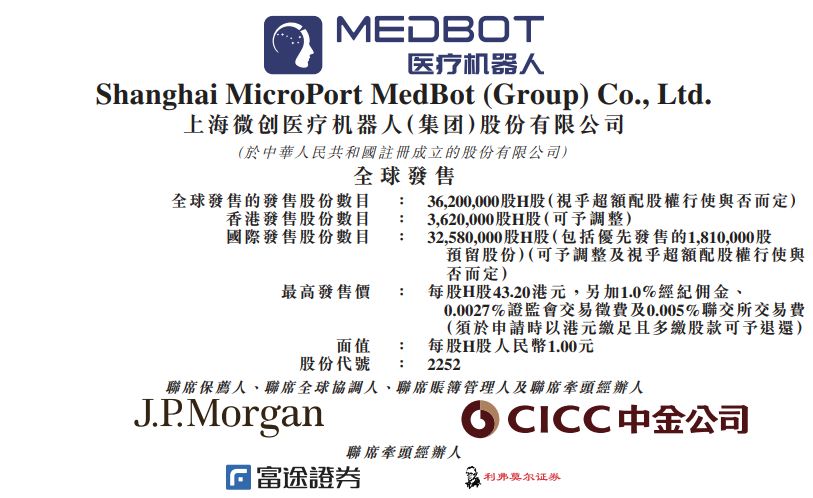 MEDBOT
医疗机器人
Shanghai MicroPort MedBot (Group) Co., Ltd.
上海微创医疗机器人(集团)股份有限公司
(於中華人民共和國註冊成立的股份有限公司)
全球發售
全球發售的發售股份數目 : 36,200,000股H股(視乎超額配股權行使與否而定)
香港發售股份數目 : 3,620,000股H股(可予調整)
國際發售股份數目 : 32,580,000股H股(包括優先發售的1,810,000股
預留股份)(可予調整及視乎超額配股權行使與
否而定)
最高發售價 : 每股H股43.20港元，另加1.0%經紀佣金、
0.0027%證監會交易徵費及0.005%聯交所交易費
(須於申請時以港元繳足且多繳股款可予退還)
面值 : 每股H股人民幣1.00元
股份代號 : 2252
聯席保薦人、聯席全球協調人、聯席賬簿管理人及聯席牽頭經辦人
J.P.Morgan
CICC中金公司
聯席牽頭經辦人
富途證券
利弗莫尔证券